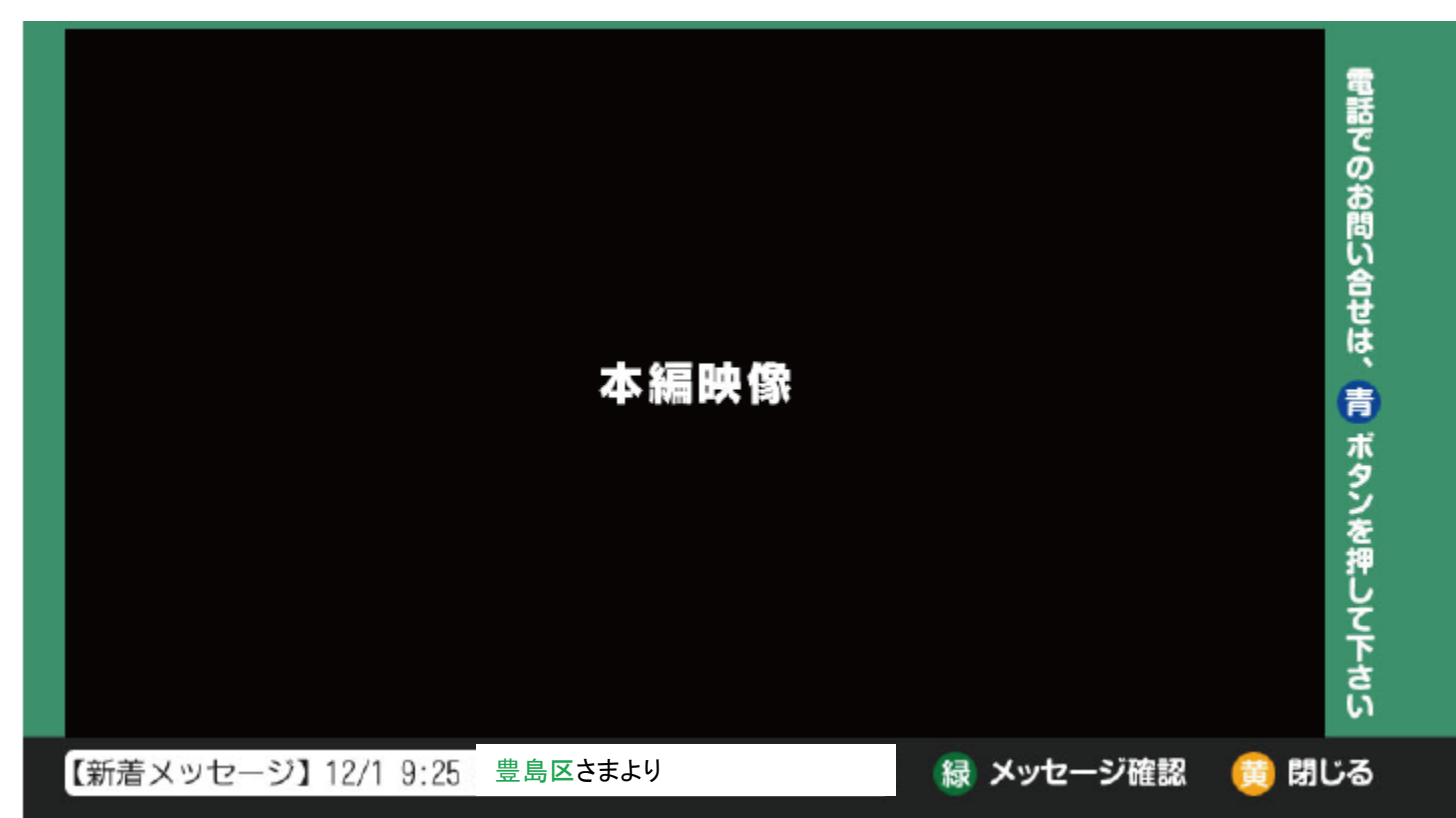 本編映像
電話でのお問い合せは、青ボタンを押して下さい
【新着メッセージ】12/1 9:25 豊島区さまより
緑 メッセージ確認 黄 閉じる